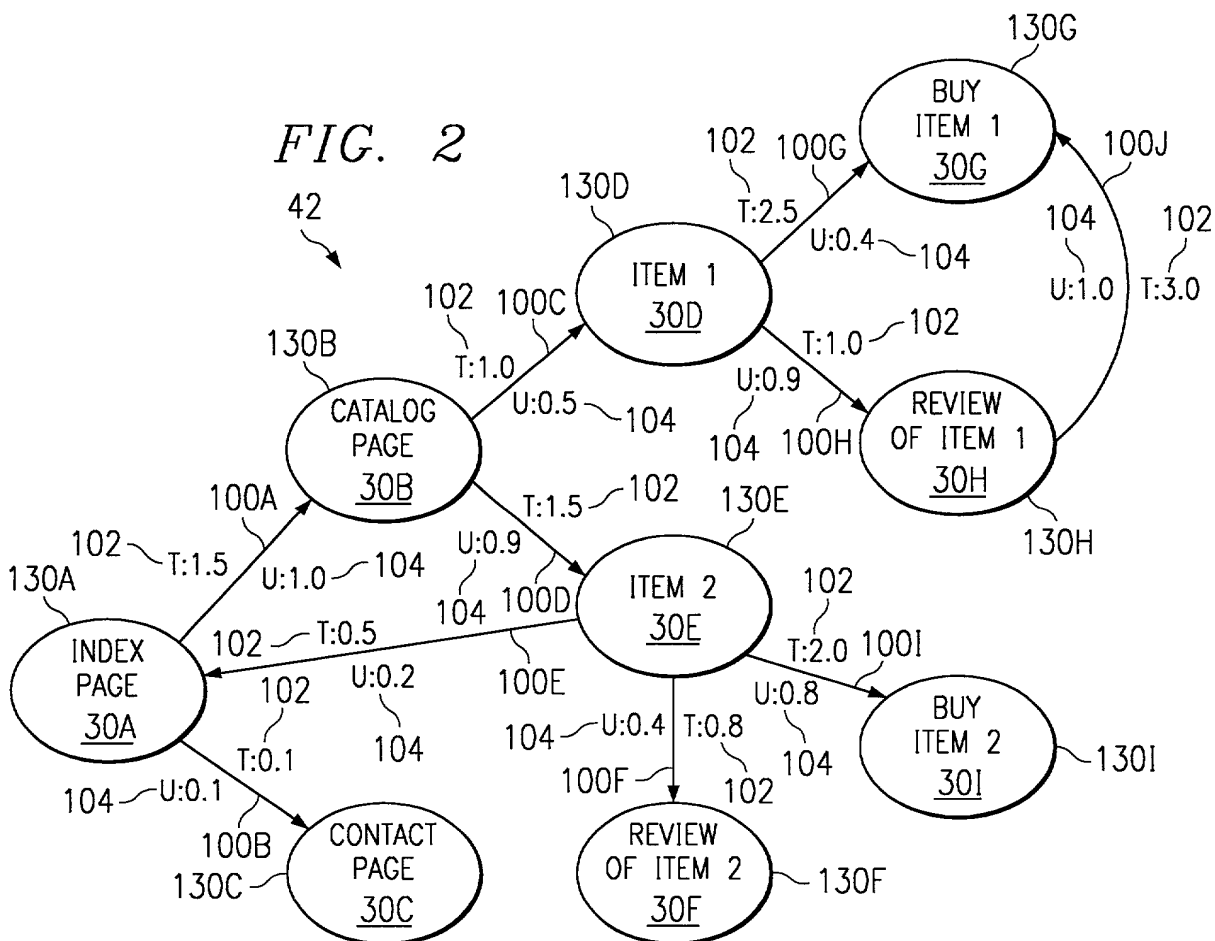 130G
BUY
ITEM 1
30G
FIG. 2
102
100G
100J
130D
42
T:2.5
U:0.4
104
104
102
U:1.0
T:3.0
ITEM 1
30D
102
100C
T:1.0
102
130B
T:1.0
U:0.9
U:0.5
104
104
100H
REVIEW
OF ITEM 1
30H
130H
CATALOG
PAGE
30B
100A
T:1.5
102
130E
102
T:1.5
U:0.9
104
100D
130A
U:1.0
104
ITEM 2
30E
102
T:0.5
102
T:2.0
100I
INDEX
PAGE
30A
102
U:0.2
100E
104
104
U:0.4
T:0.8
U:0.8
104
BUY
ITEM 2
30I
130I
T:0.1
104
U:0.1
100B
100F
102
130C
CONTACT
PAGE
30C
REVIEW
OF ITEM 2
30F
130F